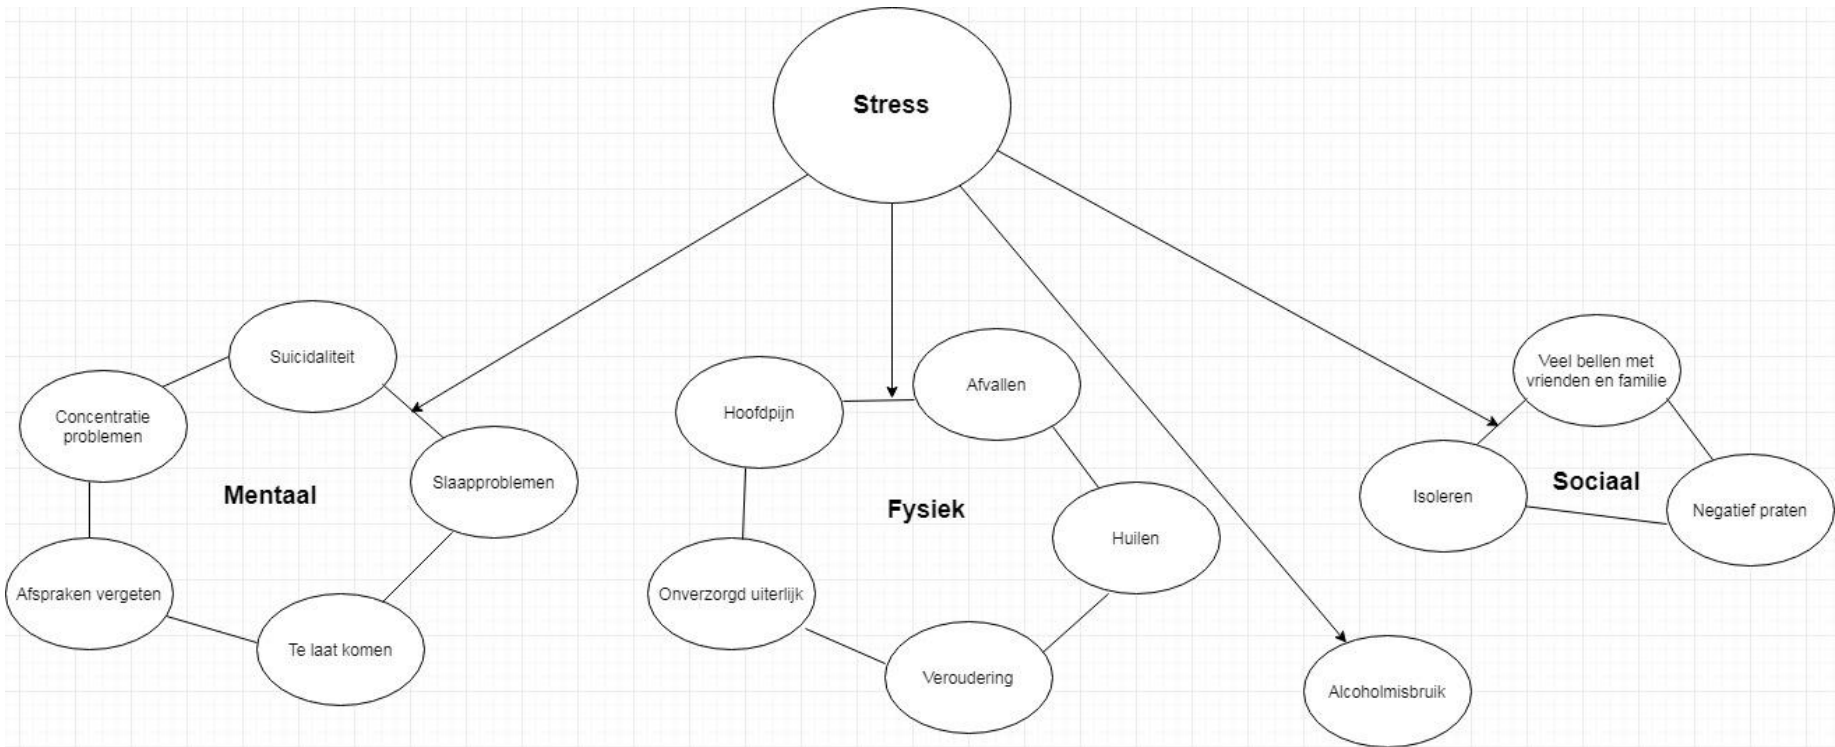 Stress
Suicidaliteit
Concentratie
problemen
Mentaal
Slaapproblemen
Afspraken vergeten
Te laat komen
Hoofdpijn
Afvallen
Fysiek
Huilen
Onverzorgd uiterlijk
Veroudering
Alcoholmisbruik
Veel bellen met
vrienden en familie
Isoleren
Sociaal
Negatief praten